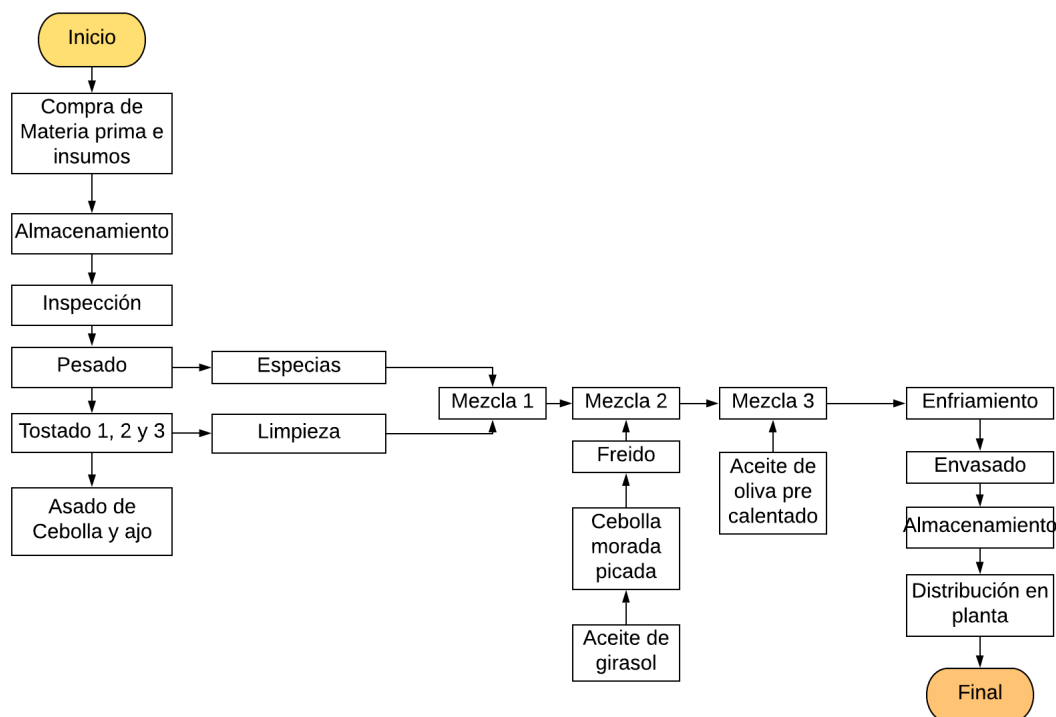 Inicio
Compra de
Materia prima e
insumos
Almacenamiento
Inspección
Pesado
Especias
Tostado 1, 2 y 3
Limpieza
Asado de
Cebolla y ajo
Mezcla 1
Mezcla 2
Freido
Cebolla
morada
picada
Aceite de
girasol
Mezcla 3
Aceite de
oliva pre
calentado
Enfriamiento
Envasado
Almacenamiento
Distribución en
planta
Final